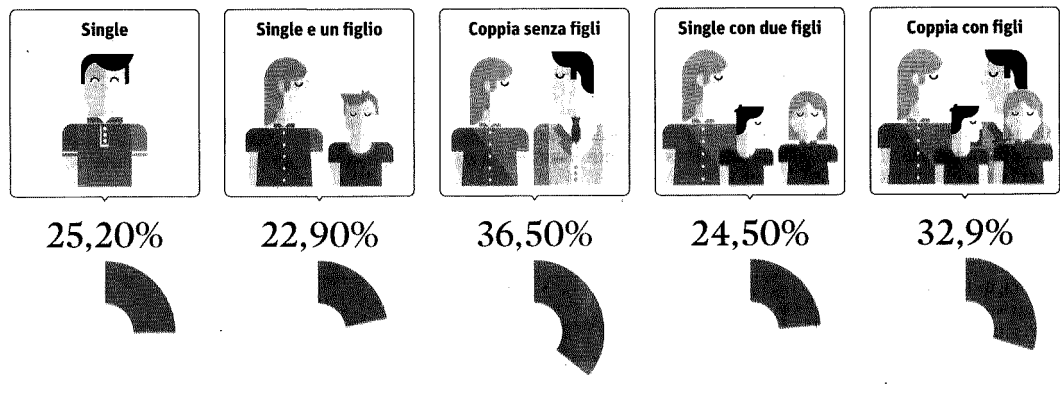 Single
Single e un figlio
Coppia senza figli
Single con due figli
Coppia con figli
25,20%
22,90%
36,50%
24,50%
32,9%